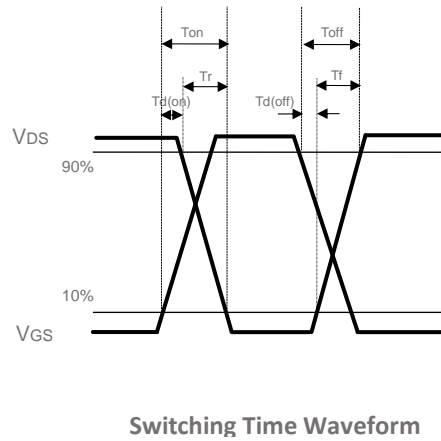 Ton
Toff
Tr
Tf
Td(on)
Td(off)
VDS
90%
10%
VGS
Switching Time Waveform